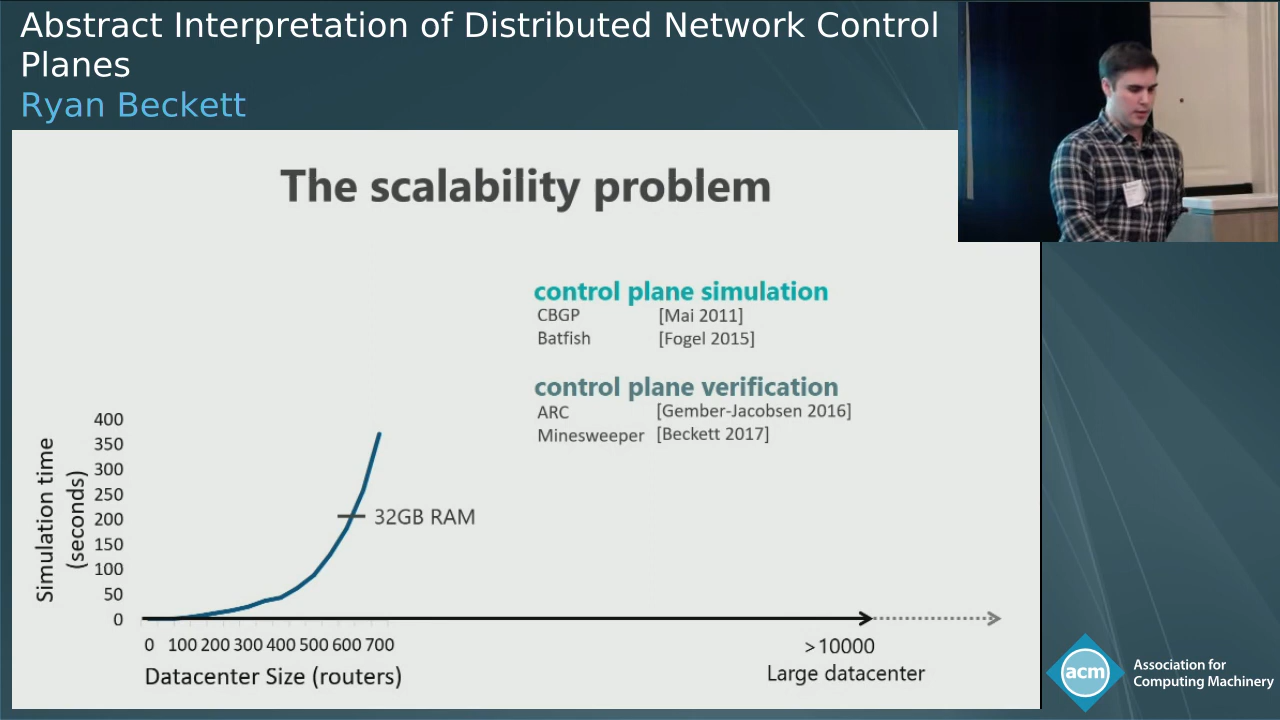 Abstract Interpretation of Distributed Network Control
Planes
Ryan Beckett
The scalability problem
control plane simulation
CBGP [Mai 2011]
Batfish [Fogel 2015]
control plane verification
ARC [Gember-Jacobsen 2016]
Minesweeper [Beckett 2017]
Simulation time
(seconds)
400
350
300
250
200
150
100
50
0
32GB RAM
0 100 200 300 400 500 600 700
Datacenter Size (routers)
>10000
Large datacenter
acm
Association for
Computing Machinery